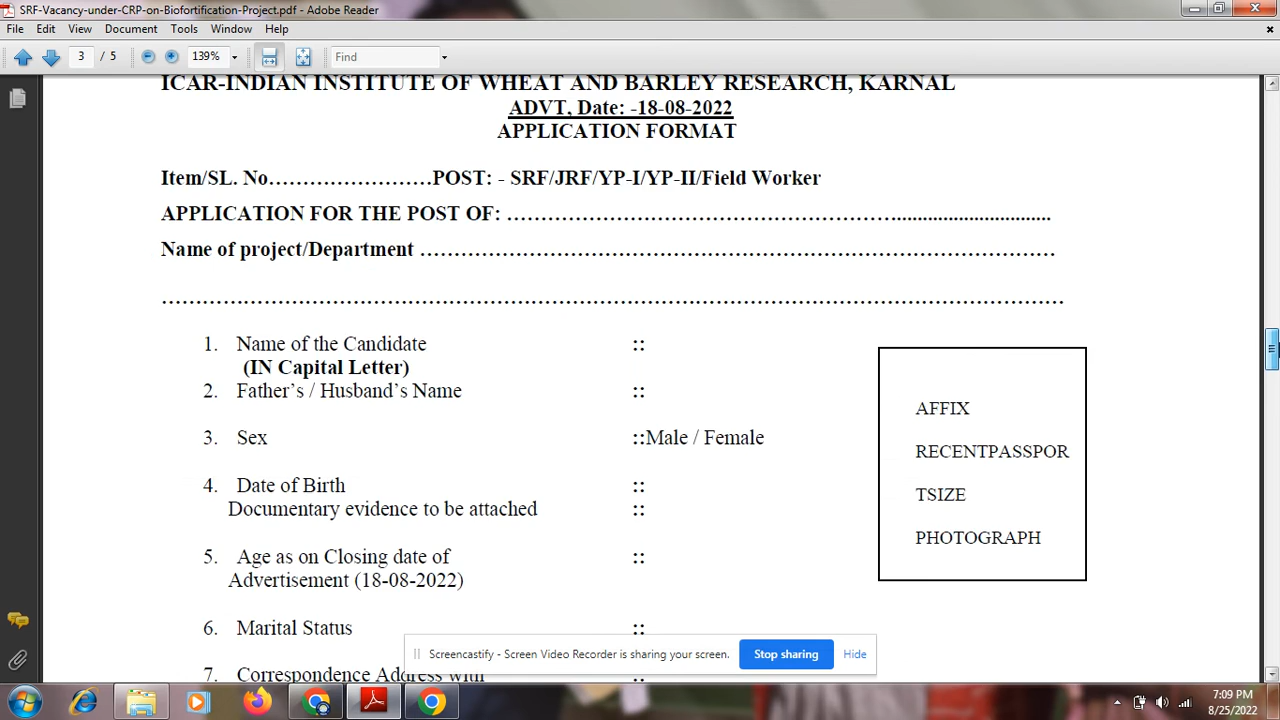 SRF-Vacancy-under-CRP-on-Biofortification-Project.pdf - Adobe Reader
File Edit View Document Tools Window Help
3 / 5 139% Find
ICAR-INDIAN INSTITUTE OF WHEAT AND BARLEY RESEARCH, KARNAL
ADVT, Date: -18-08-2022
APPLICATION FORMAT
Item/SL. No……………………POST: - SRF/JRF/YP-I/YP-II/Field Worker
APPLICATION FOR THE POST OF: …………………………………………………..............................
Name of project/Department …………………………………………………………………………………
……………………………………………………………………………………………………………………
1. Name of the Candidate ::
(IN Capital Letter)
2. Father's / Husband's Name ::
3. Sex ::Male / Female
4. Date of Birth ::
Documentary evidence to be attached ::
5. Age as on Closing date of ::
Advertisement (18-08-2022)
6. Marital Status ::
7. Correspondence Address with ::
AFFIX
RECENTPASSPOR
TSIZE
PHOTOGRAPH
Screencastify - Screen Video Recorder is sharing your screen. Stop sharing Hide
7:09 PM
8/25/2022